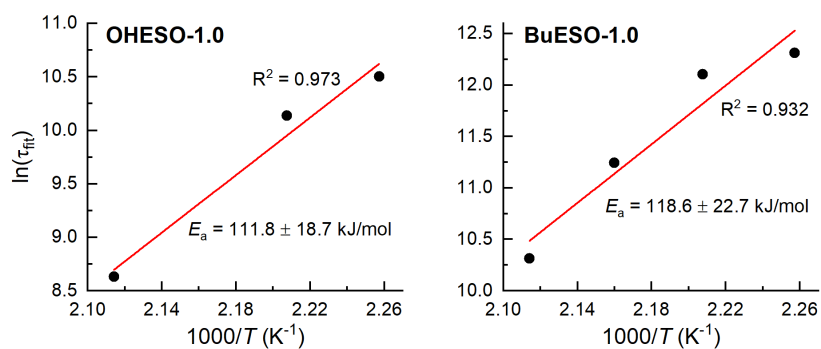 OHESO-1.0
R² = 0.973
Eₐ = 111.8 ± 18.7 kJ/mol
ln(τfit)
11.0
10.5
10.0
9.5
9.0
8.5
2.10 2.14 2.18 2.22 2.26
1000/T (K⁻¹)
BuESO-1.0
R² = 0.932
Eₐ = 118.6 ± 22.7 kJ/mol
12.5
12.0
11.5
11.0
10.5
10.0
2.10 2.14 2.18 2.22 2.26
1000/T (K⁻¹)